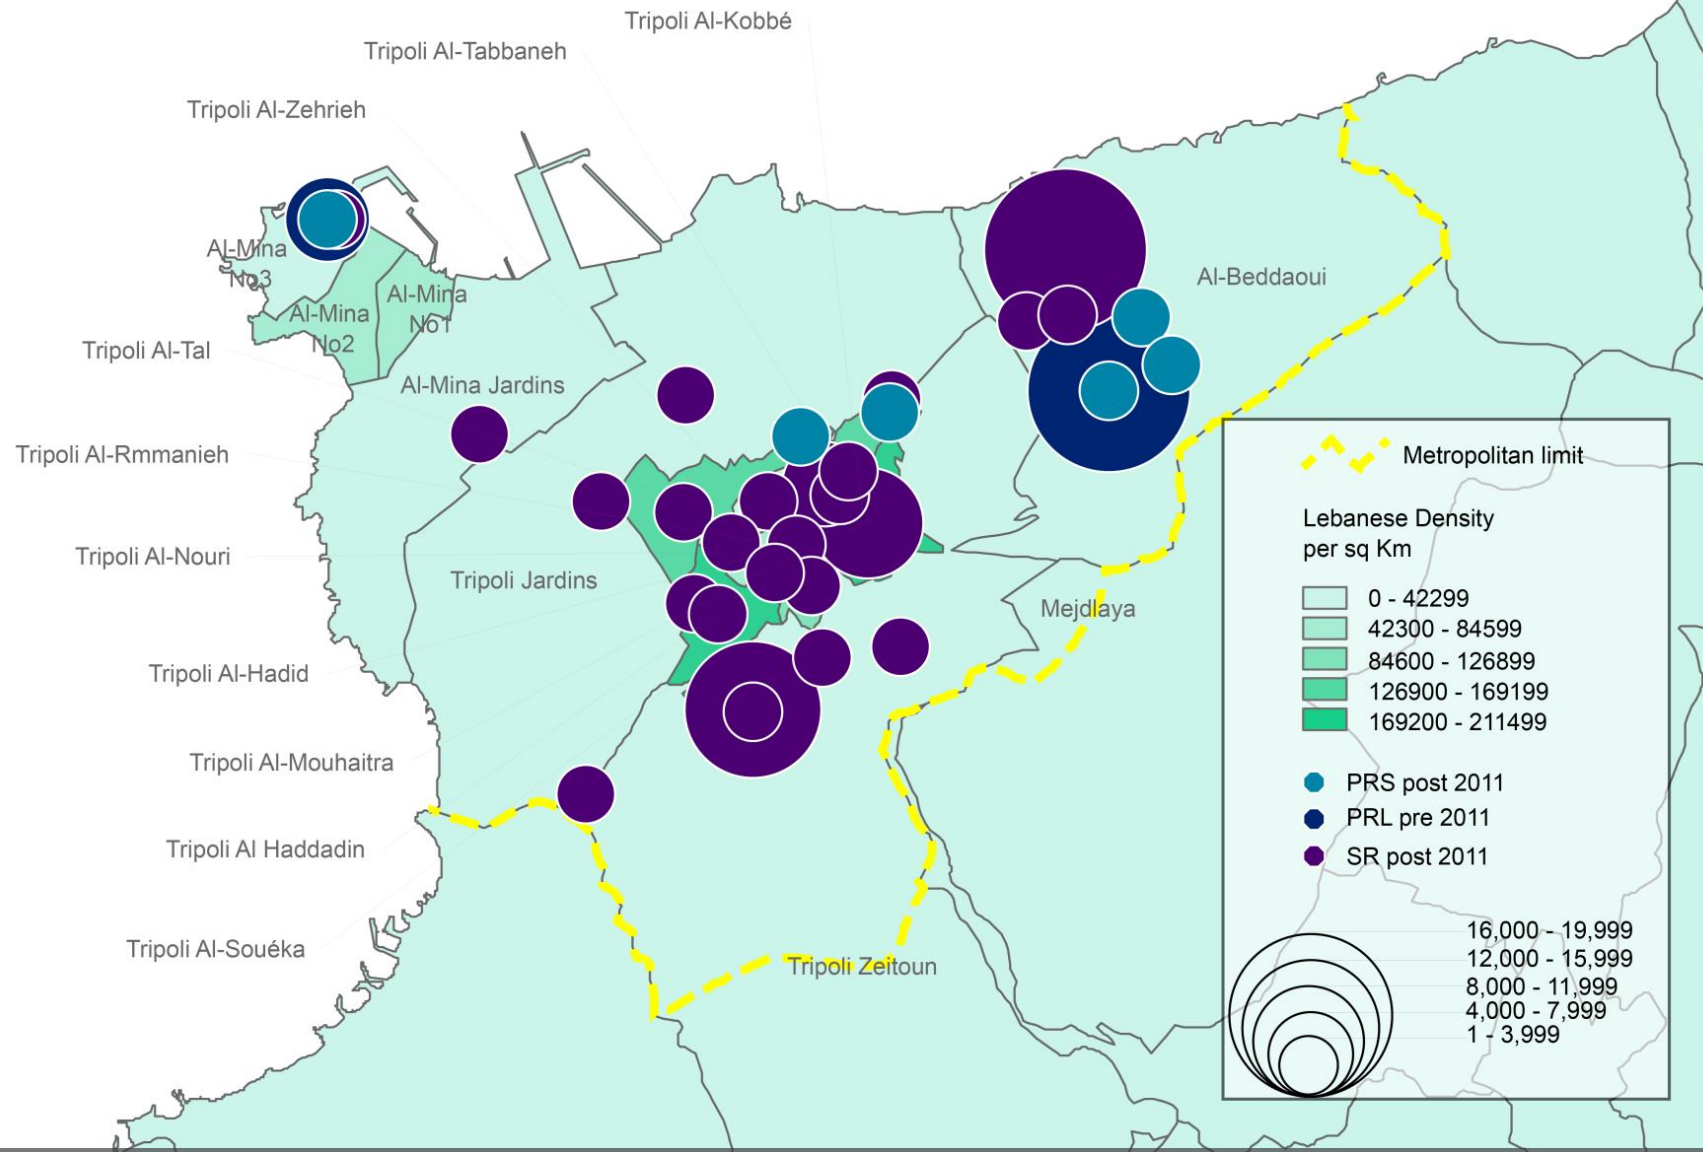 Tripoli Al-Kobbé
Tripoli Al-Tabbaneh
Tripoli Al-Zehrieh
Al-Mina
No3
Al-Mina
No2
Al-Mina
No1
Al-Beddaoui
Tripoli Al-Tal
Al-Mina Jardins
Tripoli Al-Rmmanieh
Tripoli Al-Nouri
Tripoli Jardins
Mejdlaya
Tripoli Al-Hadid
Tripoli Al-Mouhaitra
Tripoli Al Haddadin
Tripoli Al-Souéka
Tripoli Zeitoun
Metropolitan limit
Lebanese Density
per sq Km
0 - 42299
42300 - 84599
84600 - 126899
126900 - 169199
169200 - 211499
PRS post 2011
PRL pre 2011
SR post 2011
16,000 - 19,999
12,000 - 15,999
8,000 - 11,999
4,000 - 7,999
1 - 3,999